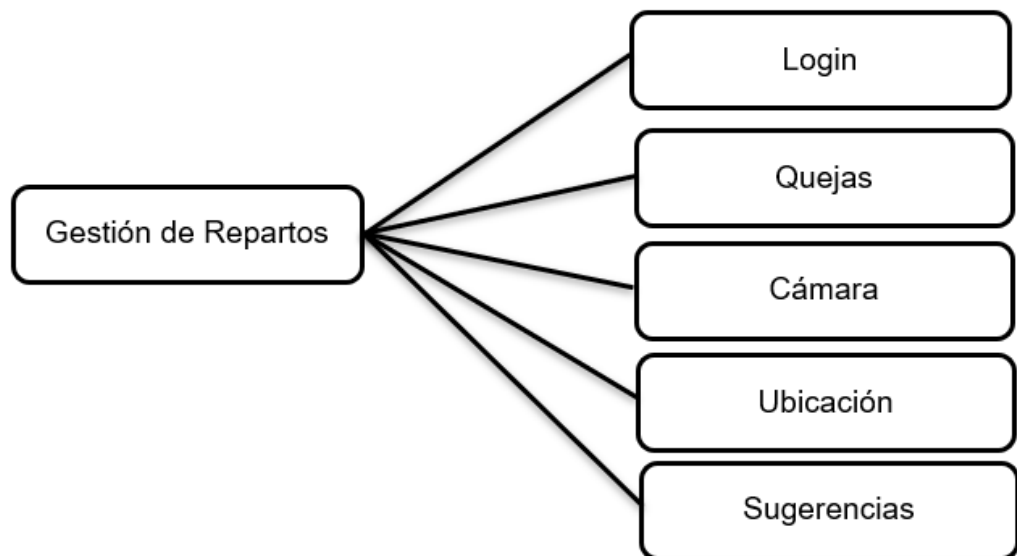 Gestión de Repartos
Login
Quejas
Cámara
Ubicación
Sugerencias